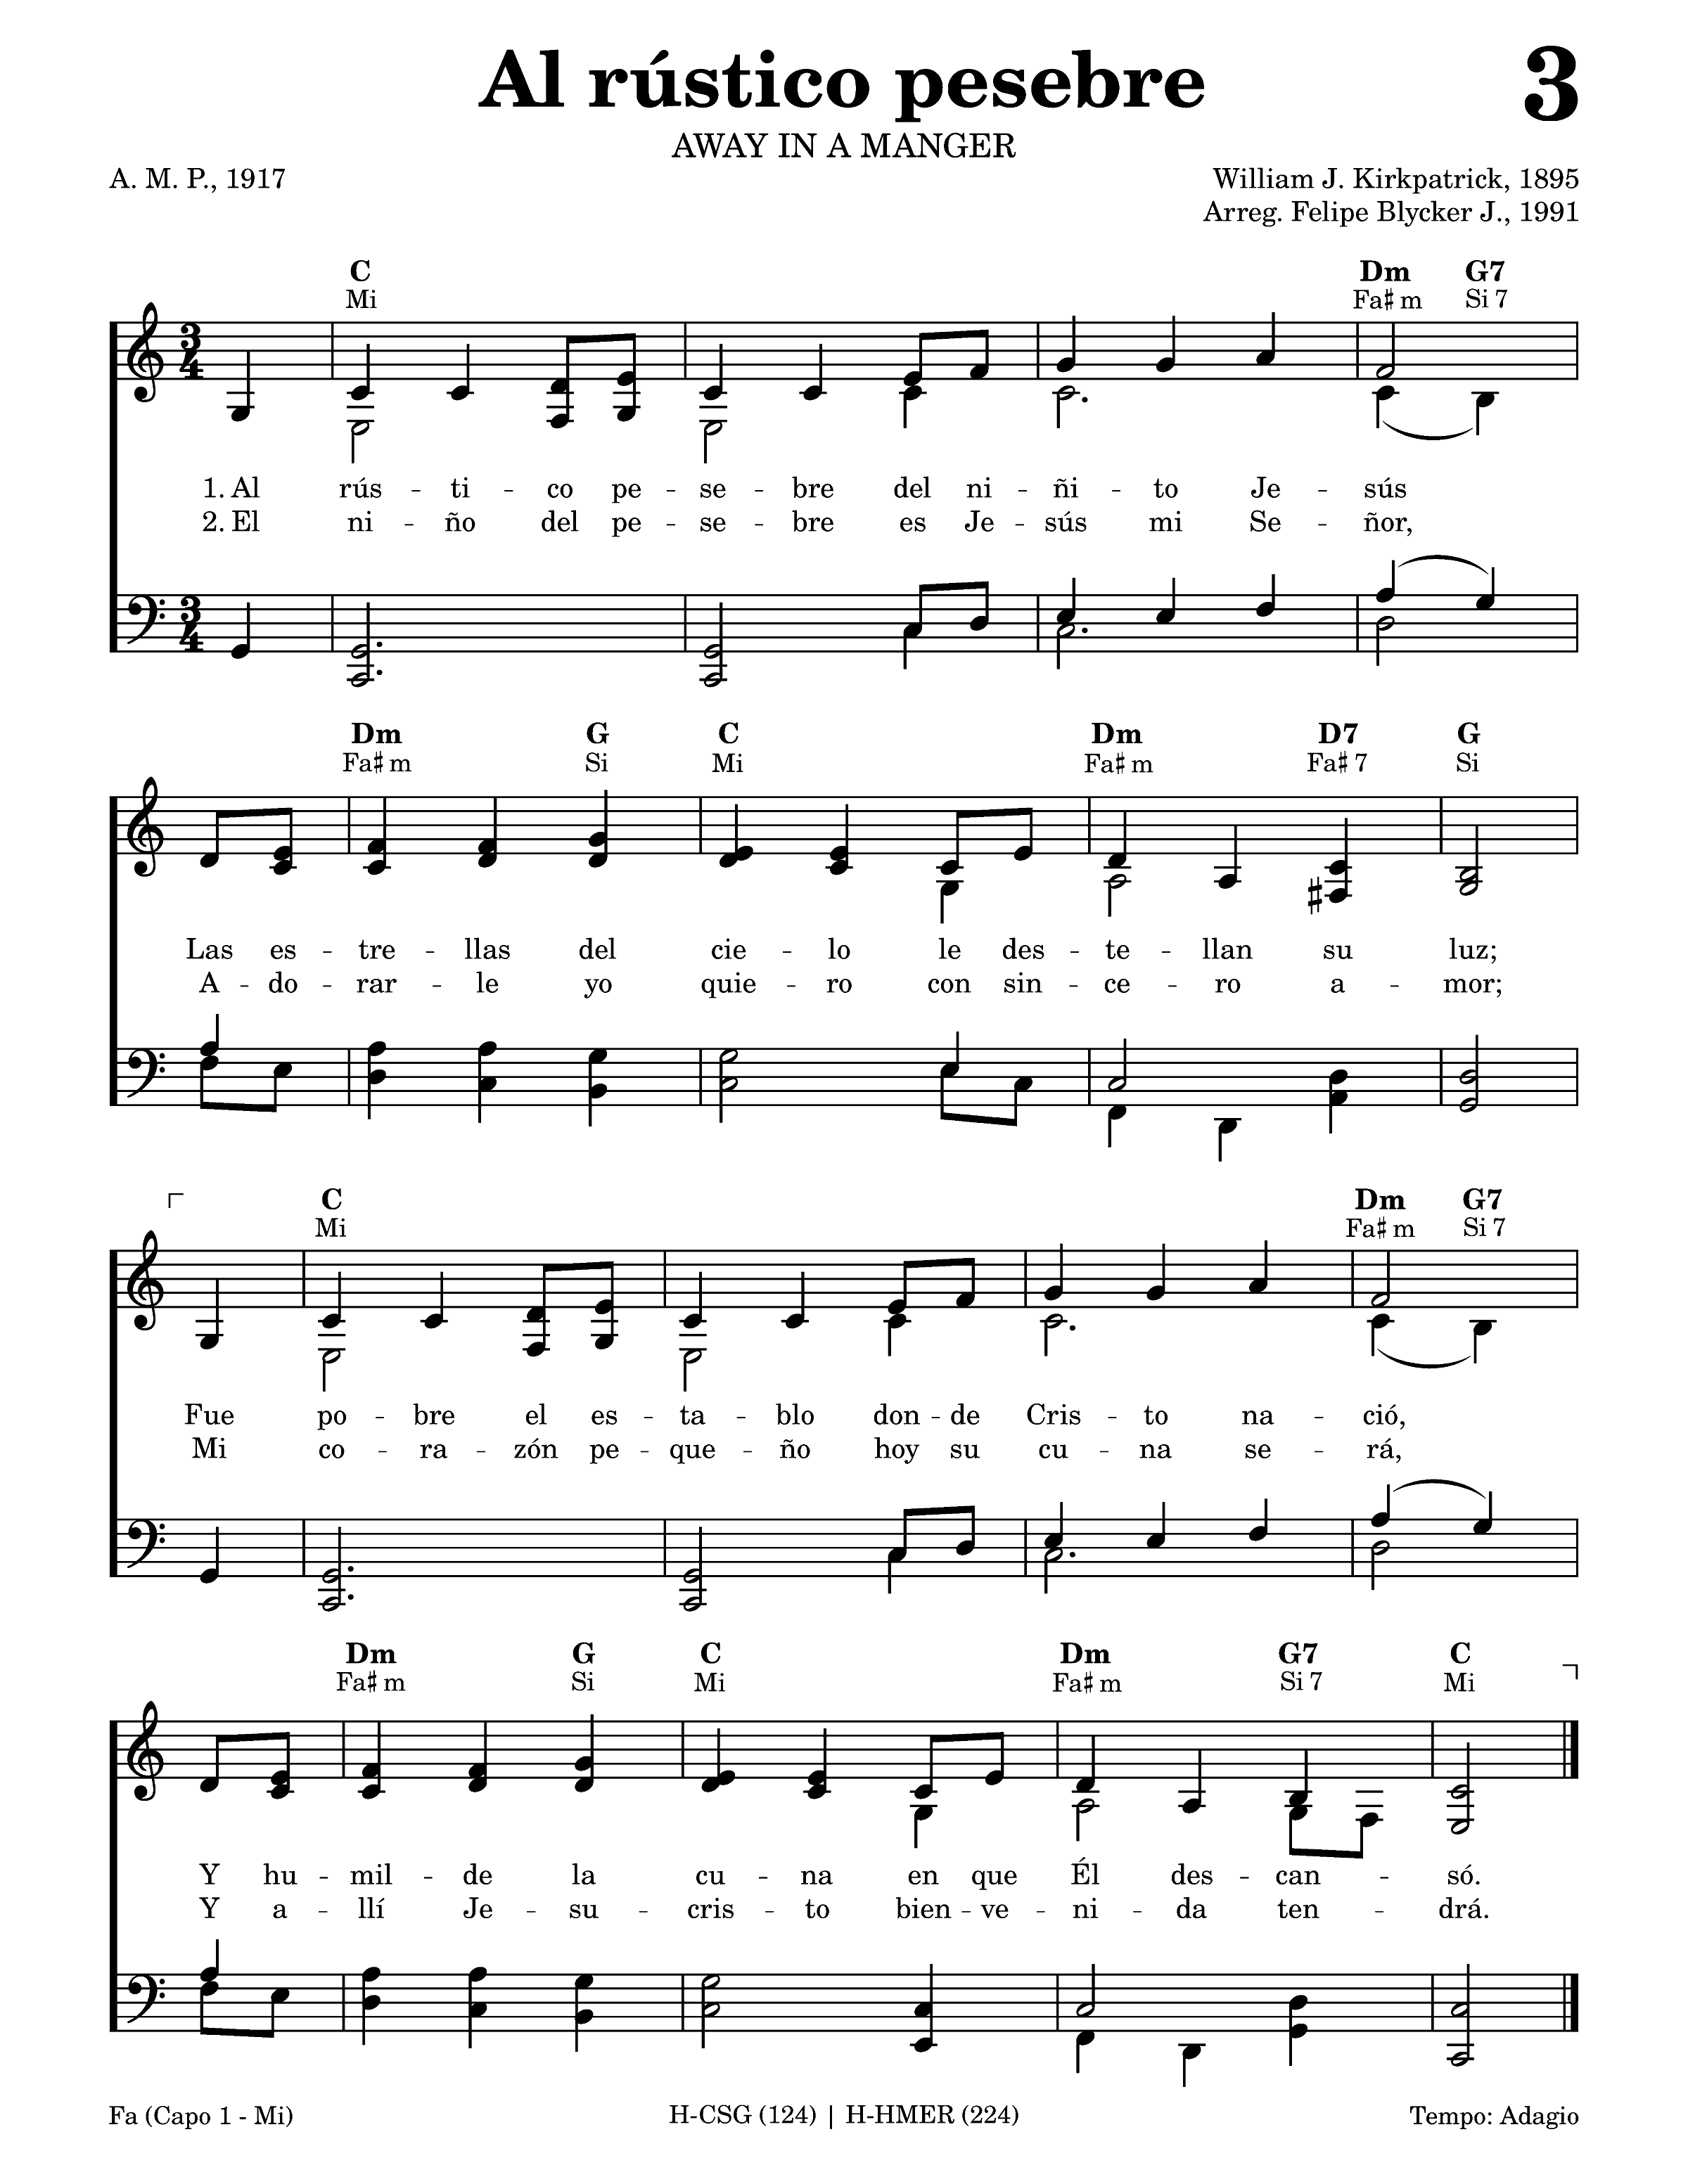 Al rústico pesebre 3
AWAY IN A MANGER
A. M. P., 1917 William J. Kirkpatrick, 1895
Arreg. Felipe Blycker J., 1991
C Dm G7
Mi Fa♯ m Si 7
3
4
1. Al rús - ti - co pe - se - bre del ni - ñi - to Je - sús
2. El ni - ño del pe - se - bre es Je - sús mi Se - ñor,
3
4
Dm G C Dm D7 G
Fa♯ m Si Mi Fa♯ m Fa♯ 7 Si
Las es - tre - llas del cie - lo le des - te - llan su luz;
A - do - rar - le yo quie - ro con sin - ce - ro a - mor;
C Dm G7
Mi Fa♯ m Si 7
Fue po - bre el es - ta - blo don - de Cris - to na - ció,
Mi co - ra - zón pe - que - ño hoy su cu - na se - rá,
Dm G C Dm G7 C
Fa♯ m Si Mi Fa♯ m Si 7 Mi
Y hu - mil - de la cu - na en que Él des - can - só.
Y a - llí Je - su - cris - to bien - ve - ni - da ten - drá.
Fa (Capo 1 - Mi) H-CSG (124) | H-HMER (224) Tempo: Adagio